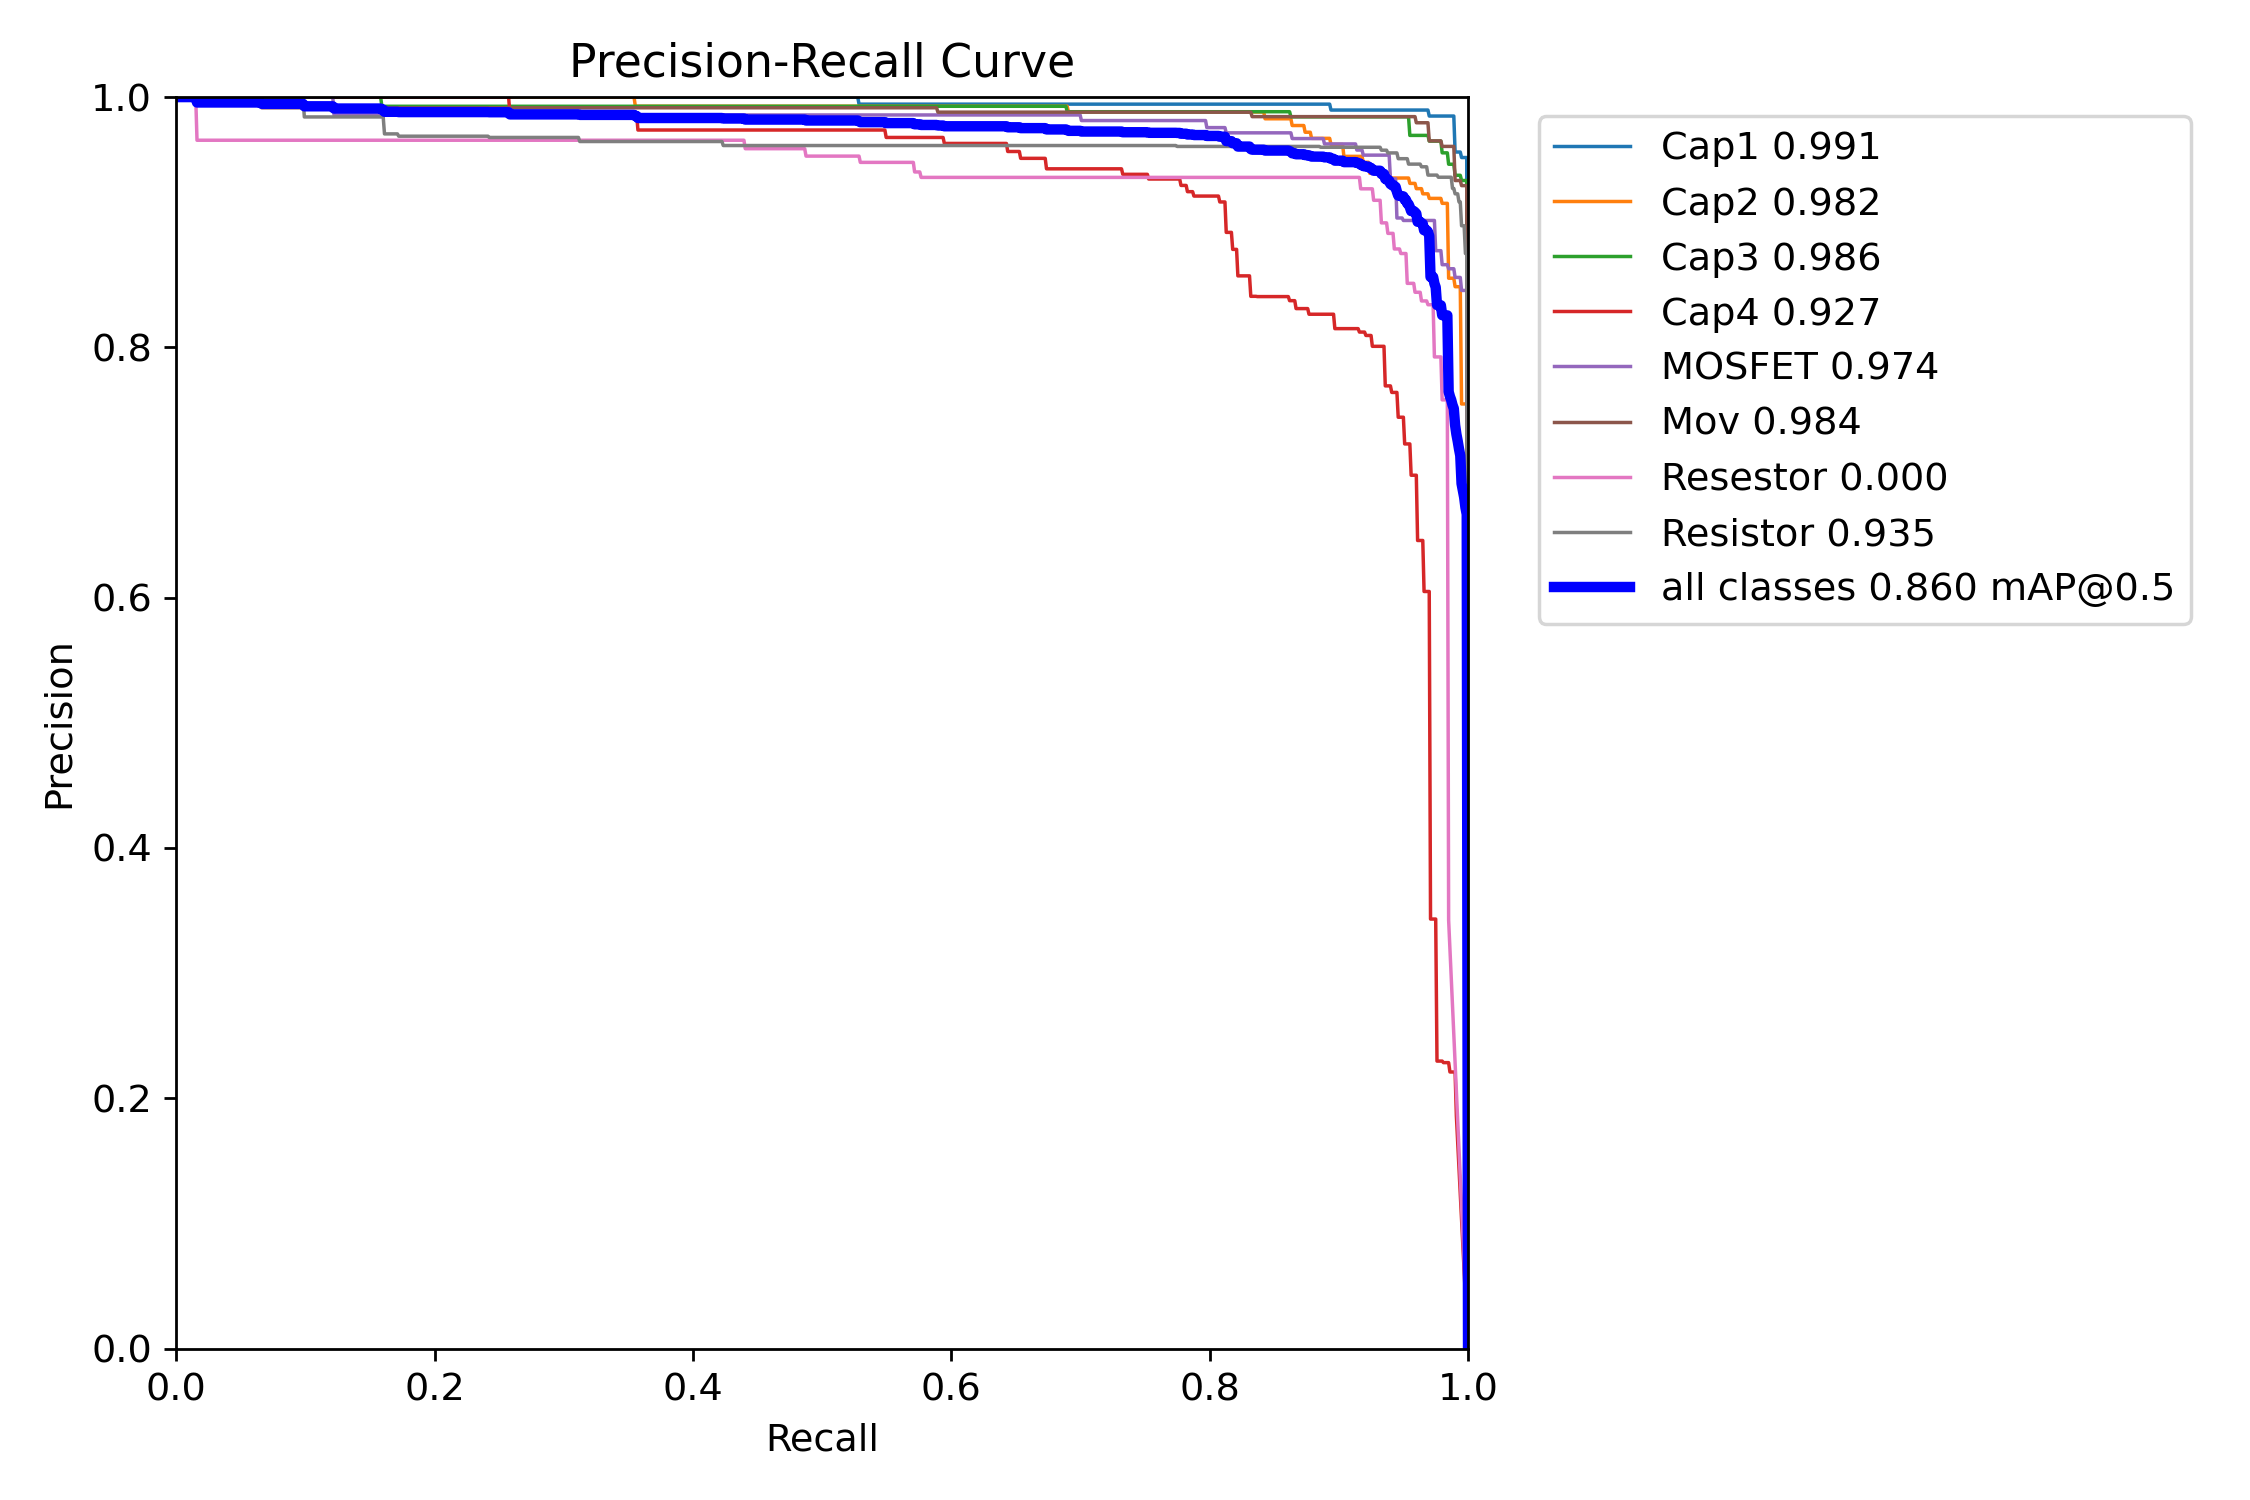 Precision-Recall Curve
1.0
0.8
0.6
0.4
0.2
0.0
Precision
0.0 0.2 0.4 0.6 0.8 1.0
Recall
Cap1 0.991
Cap2 0.982
Cap3 0.986
Cap4 0.927
MOSFET 0.974
Mov 0.984
Resestor 0.000
Resistor 0.935
all classes 0.860 mAP@0.5